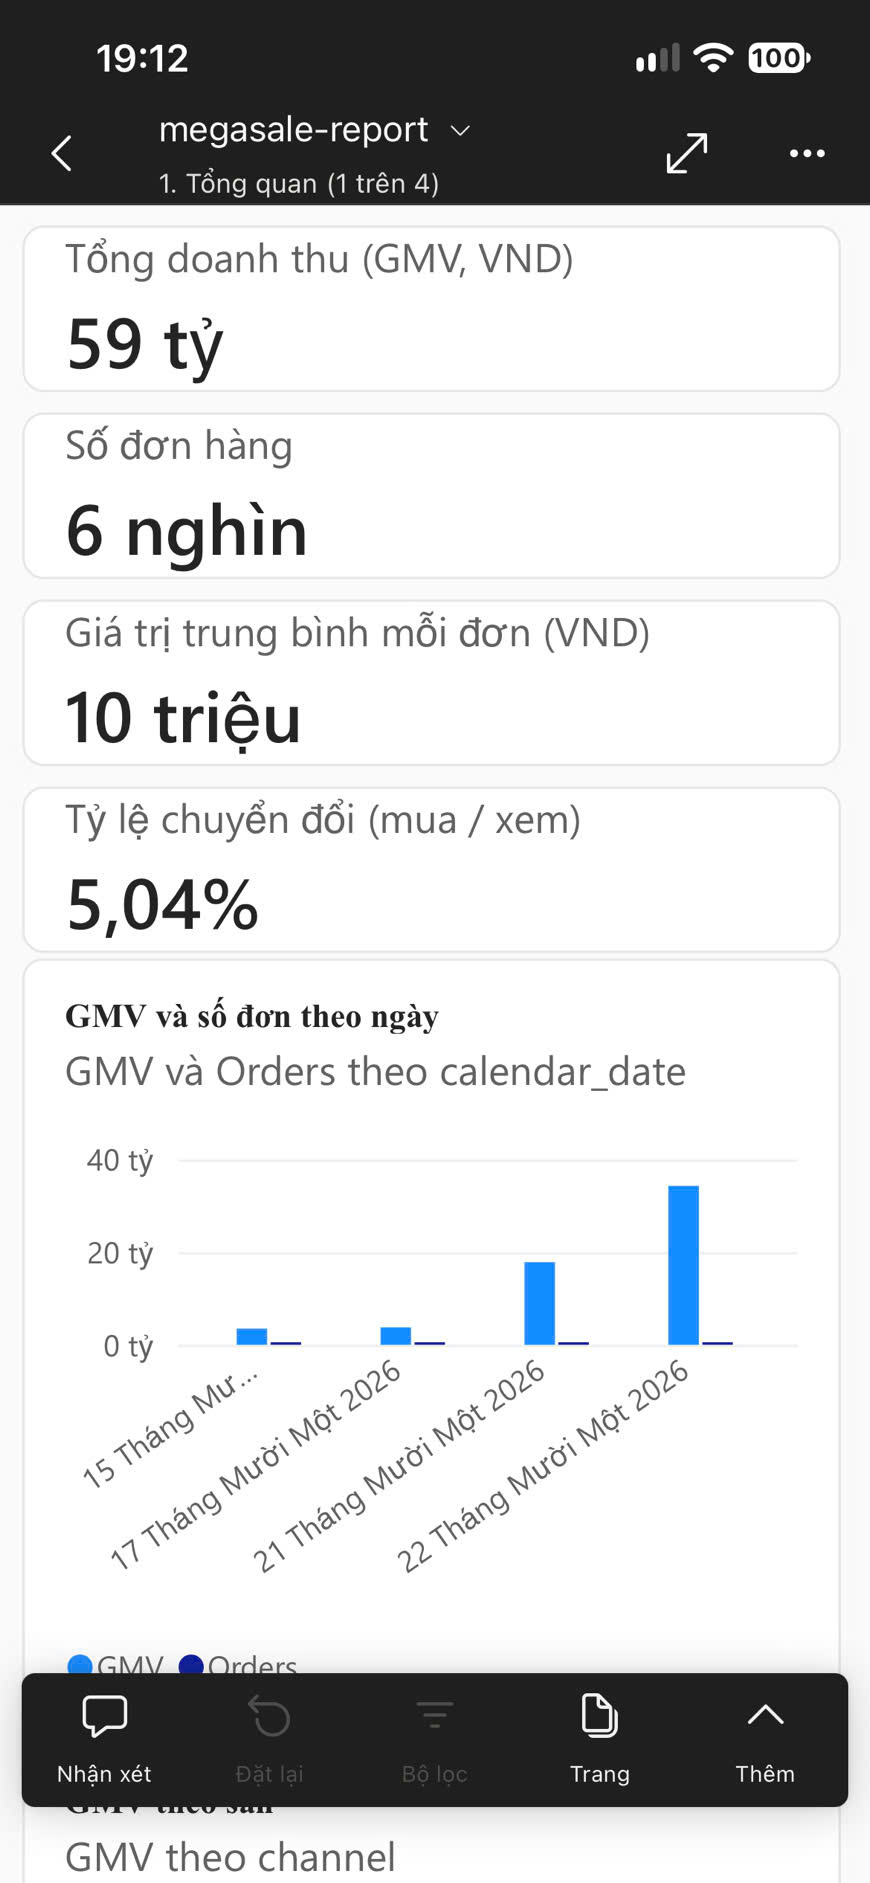 19:12
100
megasale-report
1. Tổng quan (1 trên 4)
Tổng doanh thu (GMV, VND)
59 tỷ
Số đơn hàng
6 nghìn
Giá trị trung bình mỗi đơn (VND)
10 triệu
Tỷ lệ chuyển đổi (mua / xem)
5,04%
GMV và số đơn theo ngày
GMV và Orders theo calendar_date
40 tỷ
20 tỷ
0 tỷ
15 Tháng Mư...
17 Tháng Mười Một 2026
21 Tháng Mười Một 2026
22 Tháng Mười Một 2026
GMV Orders
Nhận xét
Đặt lại
Bộ lọc
Trang
Thêm
GMV theo sàn
GMV theo channel